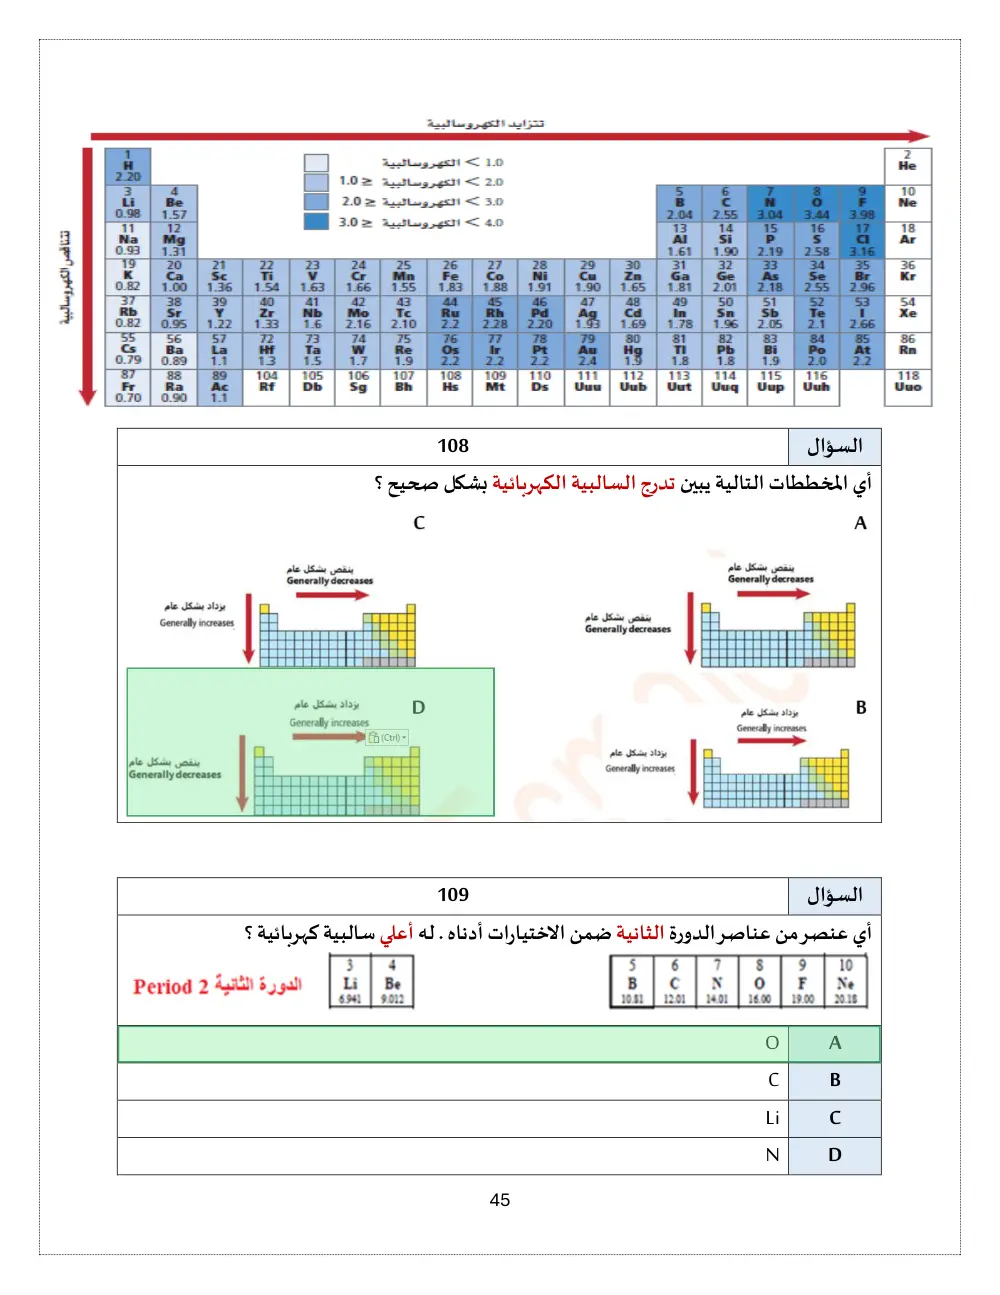 تتزايد الكهروسالبية
تتناقص الكهروسالبية
1.0 > الكهروسالبية
2.0 > الكهروسالبية ≥ 1.0
3.0 > الكهروسالبية ≥ 2.0
4.0 > الكهروسالبية ≥ 3.0
1 2
H He
2.20
3 4 5 6 7 8 9 10
Li Be B C N O F Ne
0.98 1.57 2.04 2.55 3.04 3.44 3.98
11 12 13 14 15 16 17 18
Na Mg Al Si P S Cl Ar
0.93 1.31 1.61 1.90 2.19 2.58 3.16
19 20 21 22 23 24 25 26 27 28 29 30 31 32 33 34 35 36
K Ca Sc Ti V Cr Mn Fe Co Ni Cu Zn Ga Ge As Se Br Kr
0.82 1.00 1.36 1.54 1.63 1.66 1.55 1.83 1.88 1.91 1.90 1.65 1.81 2.01 2.18 2.55 2.96
37 38 39 40 41 42 43 44 45 46 47 48 49 50 51 52 53 54
Rb Sr Y Zr Nb Mo Tc Ru Rh Pd Ag Cd In Sn Sb Te I Xe
0.82 0.95 1.22 1.33 1.6 2.16 2.10 2.2 2.28 2.20 1.93 1.69 1.78 1.96 2.05 2.1 2.66
55 56 57 72 73 74 75 76 77 78 79 80 81 82 83 84 85 86
Cs Ba La Hf Ta W Re Os Ir Pt Au Hg Tl Pb Bi Po At Rn
0.79 0.89 1.1 1.3 1.5 1.7 1.9 2.2 2.2 2.2 2.4 1.9 1.8 1.8 1.9 2.0 2.2
87 88 89 104 105 106 107 108 109 110 111 112 113 114 115 116 118
Fr Ra Ac Rf Db Sg Bh Hs Mt Ds Uuu Uub Uut Uuq Uup Uuh Uuo
0.70 0.90 1.1
السؤال 108
أي المخططات التالية يبين تدرج السالبية الكهربائية بشكل صحيح ؟
A
ينقص بشكل عام
Generally decreases
ينقص بشكل عام
Generally decreases
C
ينقص بشكل عام
Generally decreases
يزداد بشكل عام
Generally increases
B
يزداد بشكل عام
Generally increases
يزداد بشكل عام
Generally increases
D
يزداد بشكل عام
Generally increases
(Ctrl)
ينقص بشكل عام
Generally decreases
السؤال 109
أي عنصر من عناصر الدورة الثانية ضمن الاختيارات أدناه . له أعلي سالبية كهربائية ؟
الدورة الثانية Period 2
3 4 5 6 7 8 9 10
Li Be B C N O F Ne
6.941 9.012 10.81 12.01 14.01 16.00 19.00 20.18
A O
B C
C Li
D N
45